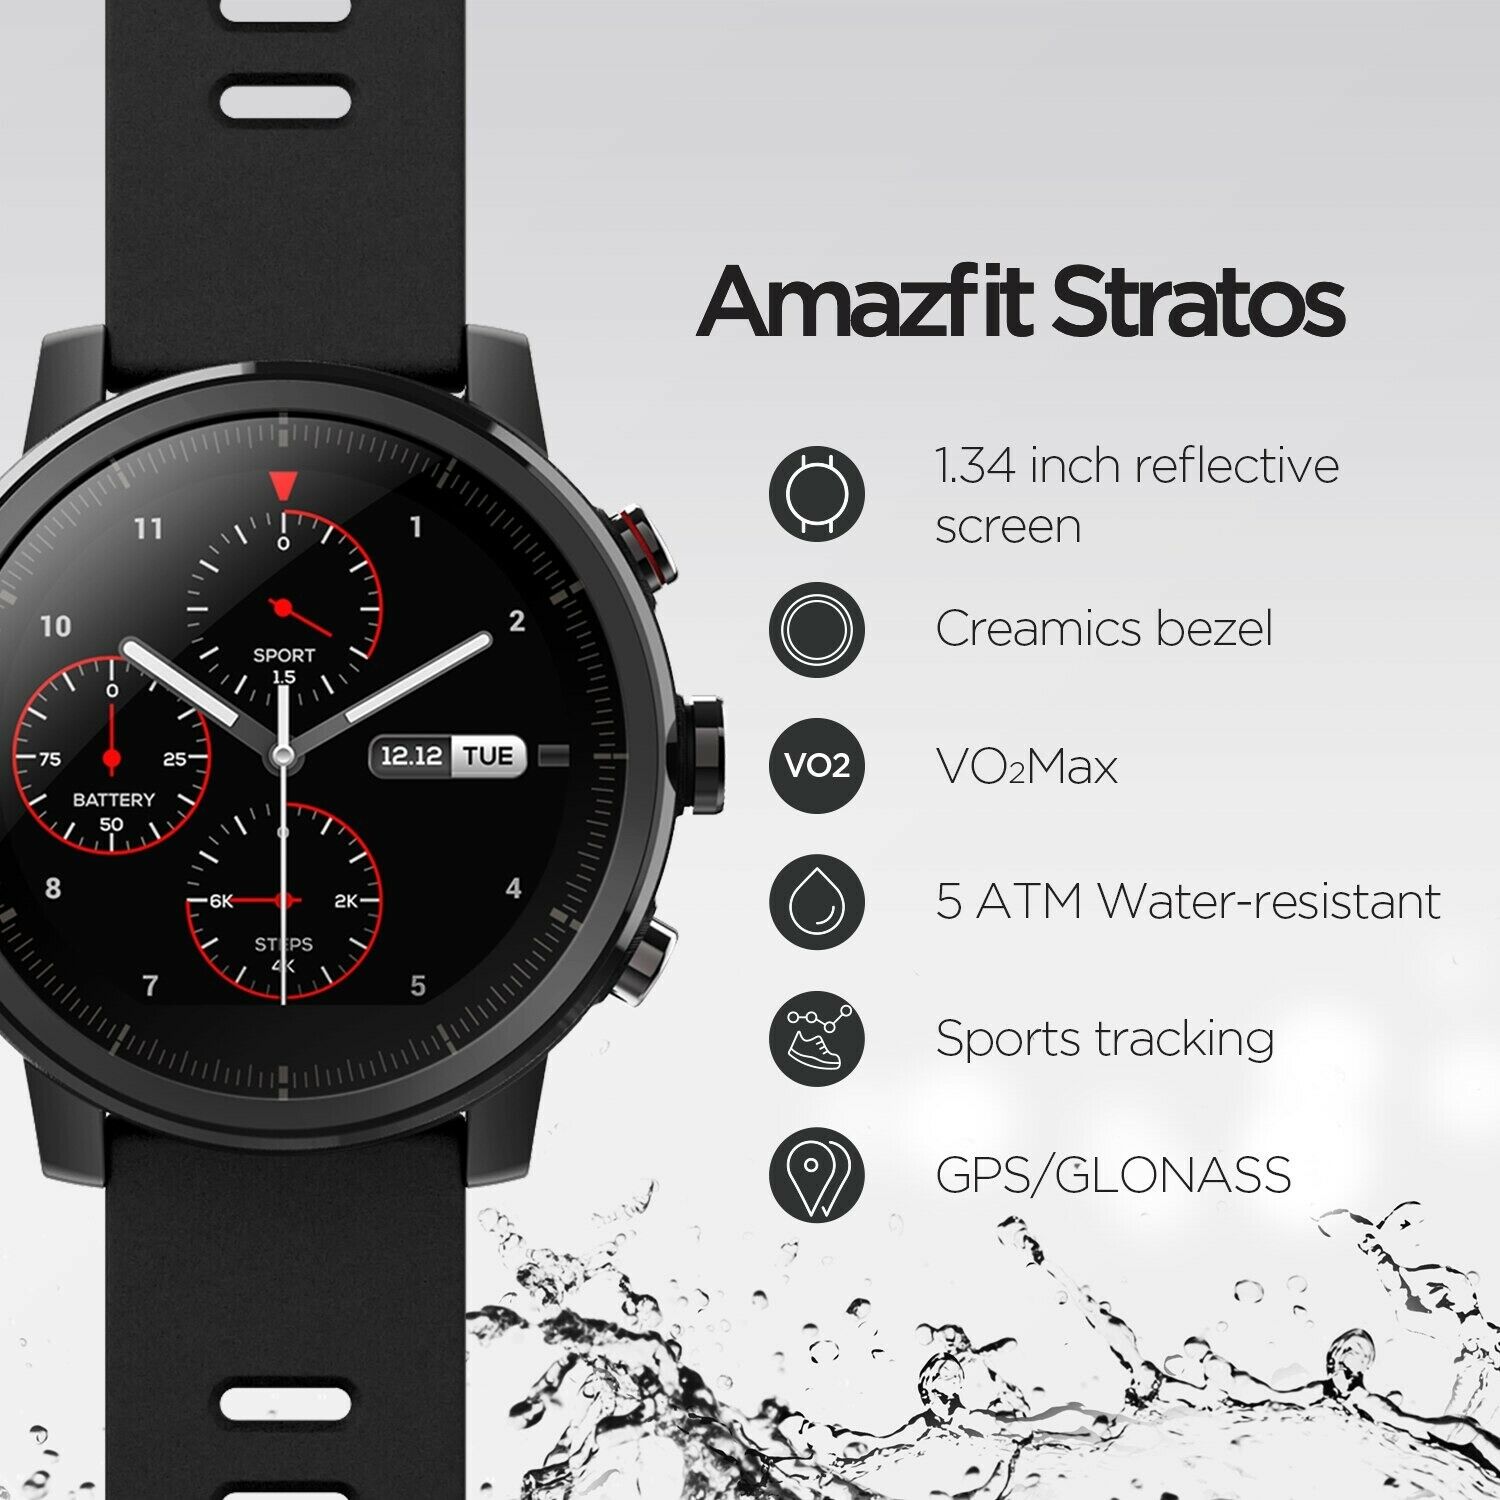 Amazfit Stratos
1.34 inch reflective
screen
Creamics bezel
VO2
VO₂Max
5 ATM Water-resistant
Sports tracking
GPS/GLONASS
11
1
10
2
0
SPORT
1.5
0
75
25
BATTERY
50
12.12 TUE
0
6K
2K
STEPS
4K
8
4
7
5